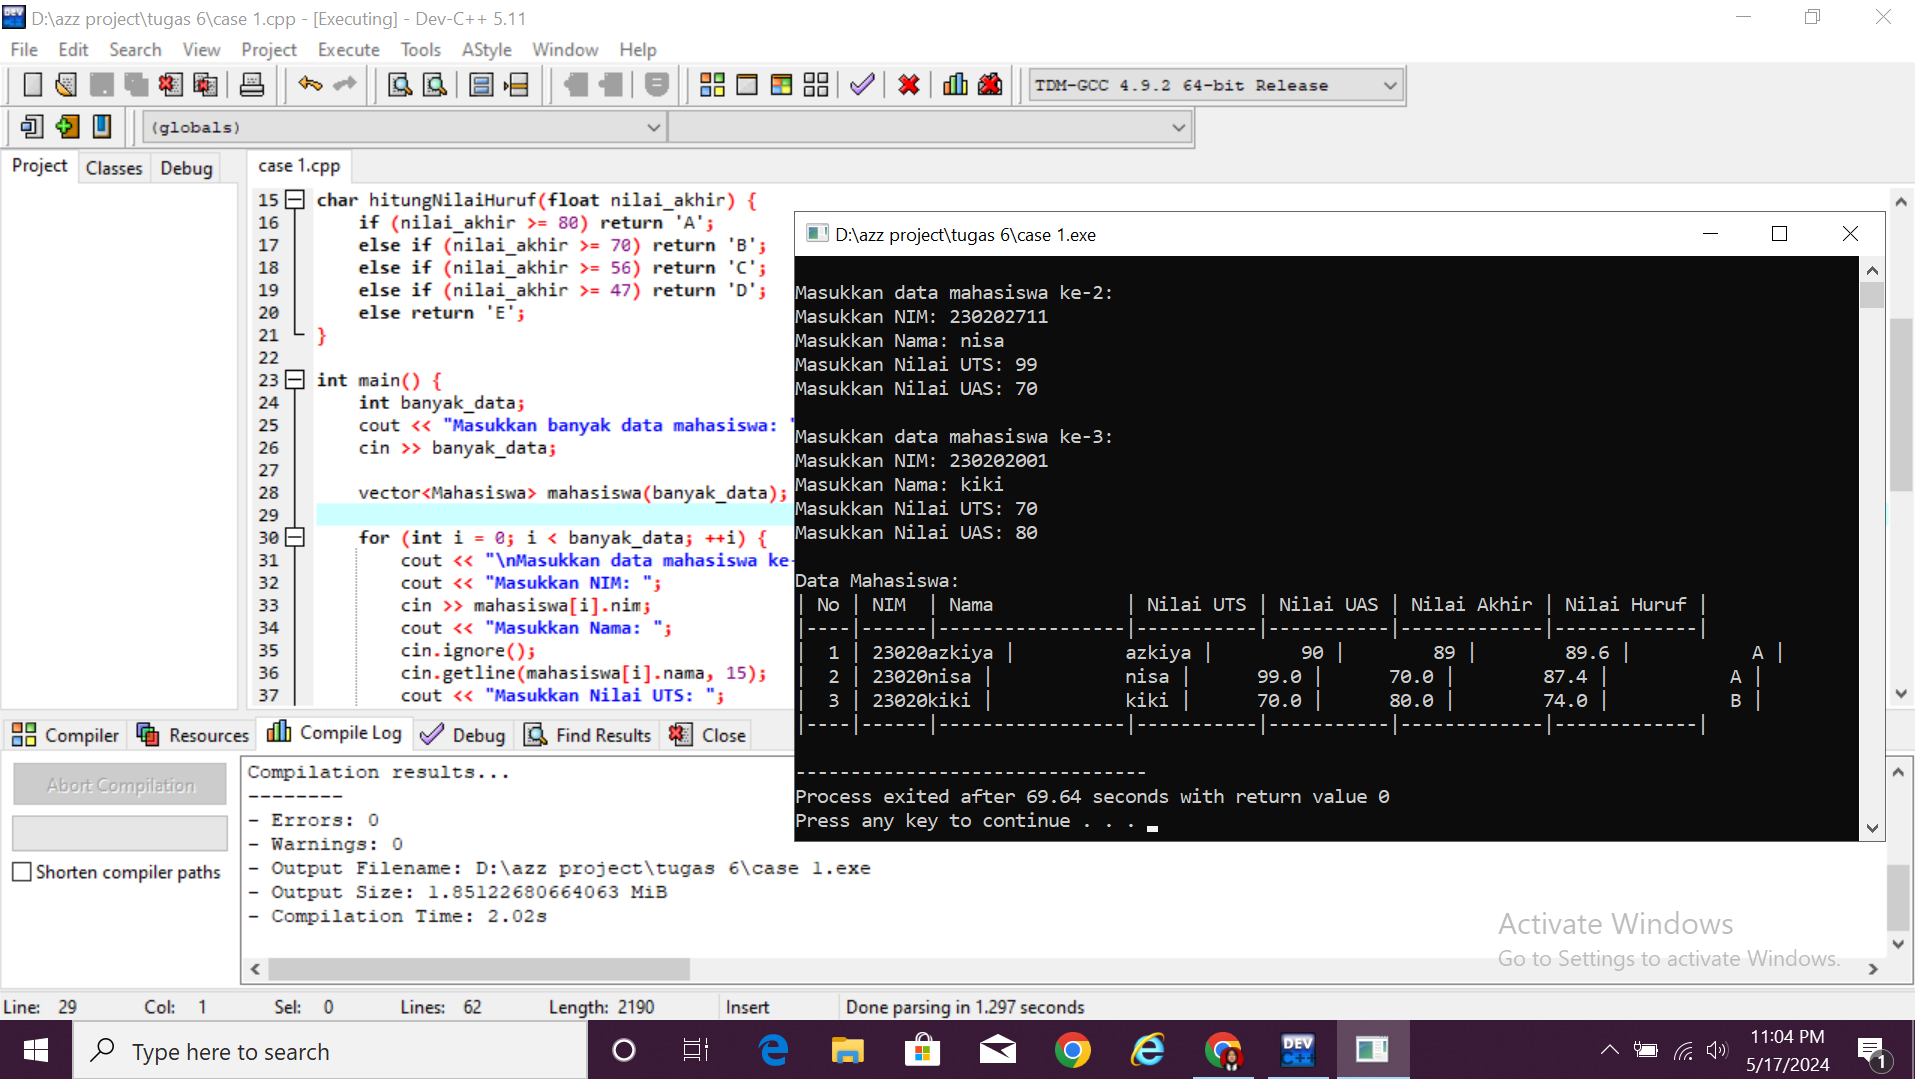 D:\azz project\tugas 6\case 1.cpp - [Executing] - Dev-C++ 5.11
File Edit Search View Project Execute Tools AStyle Window Help
TDM-GCC 4.9.2 64-bit Release
(globals)
Project Classes Debug
case 1.cpp
15 char hitungNilaiHuruf(float nilai_akhir) {
16 if (nilai_akhir >= 80) return 'A';
17 else if (nilai_akhir >= 70) return 'B';
18 else if (nilai_akhir >= 56) return 'C';
19 else if (nilai_akhir >= 47) return 'D';
20 else return 'E';
21 }
22
23 int main() {
24 int banyak_data;
25 cout << "Masukkan banyak data mahasiswa: "
26 cin >> banyak_data;
27
28 vector<Mahasiswa> mahasiswa(banyak_data);
29
30 for (int i = 0; i < banyak_data; ++i) {
31 cout << "\nMasukkan data mahasiswa ke-
32 cout << "Masukkan NIM: ";
33 cin >> mahasiswa[i].nim;
34 cout << "Masukkan Nama: ";
35 cin.ignore();
36 cin.getline(mahasiswa[i].nama, 15);
37 cout << "Masukkan Nilai UTS: ";
D:\azz project\tugas 6\case 1.exe
Masukkan data mahasiswa ke-2:
Masukkan NIM: 230202711
Masukkan Nama: nisa
Masukkan Nilai UTS: 99
Masukkan Nilai UAS: 70
Masukkan data mahasiswa ke-3:
Masukkan NIM: 230202001
Masukkan Nama: kiki
Masukkan Nilai UTS: 70
Masukkan Nilai UAS: 80
Data Mahasiswa:
| No | NIM | Nama | Nilai UTS | Nilai UAS | Nilai Akhir | Nilai Huruf |
|----|------|-----------------|-----------|-----------|-------------|-------------|
| 1 | 23020azkiya | azkiya | 90 | 89 | 89.6 | A |
| 2 | 23020nisa | nisa | 99.0 | 70.0 | 87.4 | A |
| 3 | 23020kiki | kiki | 70.0 | 80.0 | 74.0 | B |
|----|------|-----------------|-----------|-----------|-------------|-------------|
--------------------------------
Process exited after 69.64 seconds with return value 0
Press any key to continue . . .
Compiler Resources Compile Log Debug Find Results Close
Abort Compilation
Shorten compiler paths
Compilation results...
--------
- Errors: 0
- Warnings: 0
- Output Filename: D:\azz project\tugas 6\case 1.exe
- Output Size: 1.85122680664063 MiB
- Compilation Time: 2.02s
Activate Windows
Go to Settings to activate Windows.
Line: 29 Col: 1 Sel: 0 Lines: 62 Length: 2190 Insert Done parsing in 1.297 seconds
Type here to search
DEV C++
11:04 PM
5/17/2024
1